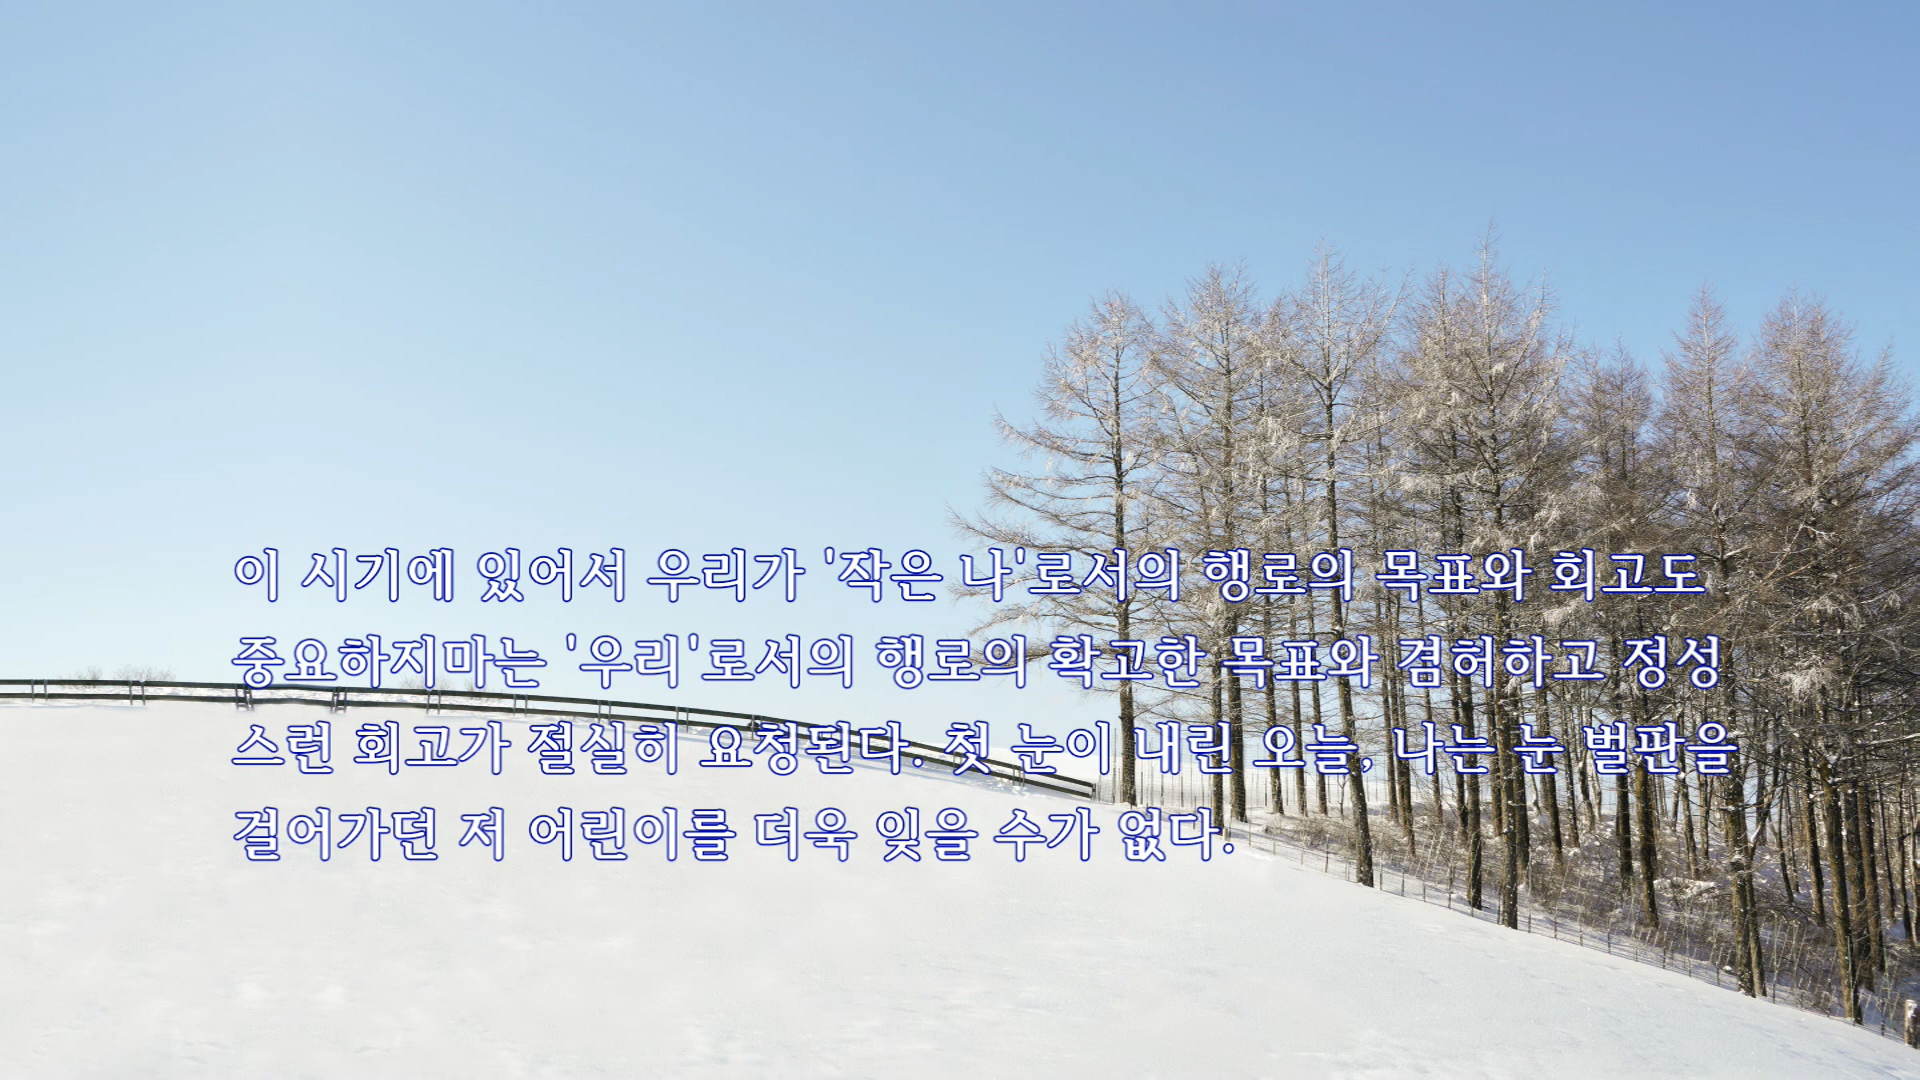 이 시기에 있어서 우리가 '작은 나'로서의 행로의 목표와 회고도
중요하지마는 '우리'로서의 행로의 확고한 목표와 겸허하고 정성
스런 회고가 절실히 요청된다. 첫 눈이 내린 오늘, 나는 눈 벌판을
걸어가던 저 어린이를 더욱 잊을 수가 없다.